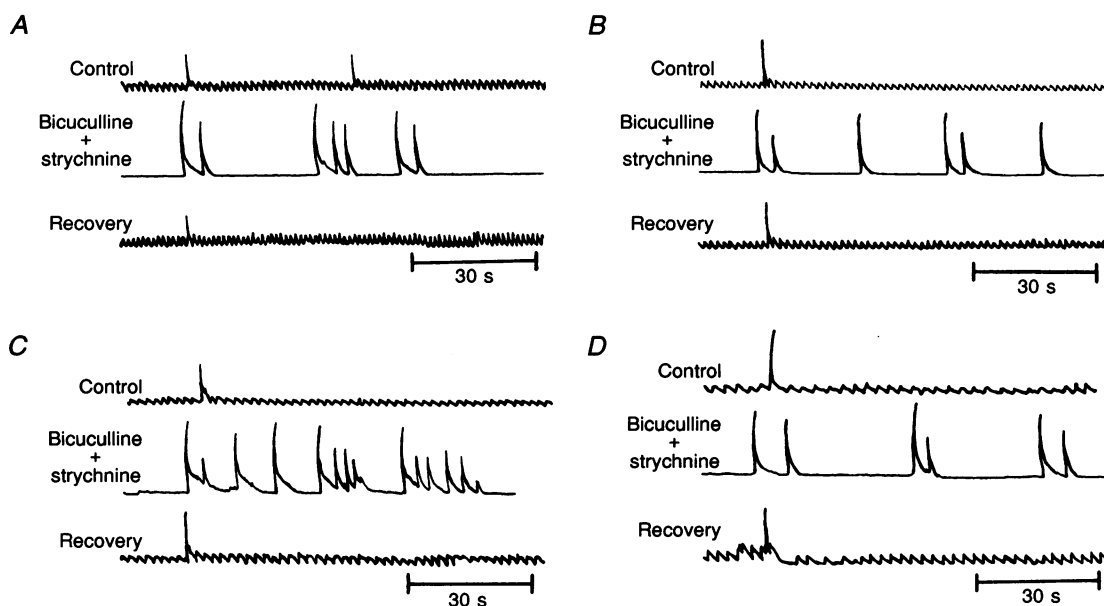 A
Control
Bicuculline
+
strychnine
Recovery
30 s
B
Control
Bicuculline
+
strychnine
Recovery
30 s
C
Control
Bicuculline
+
strychnine
Recovery
30 s
D
Control
Bicuculline
+
strychnine
Recovery
30 s